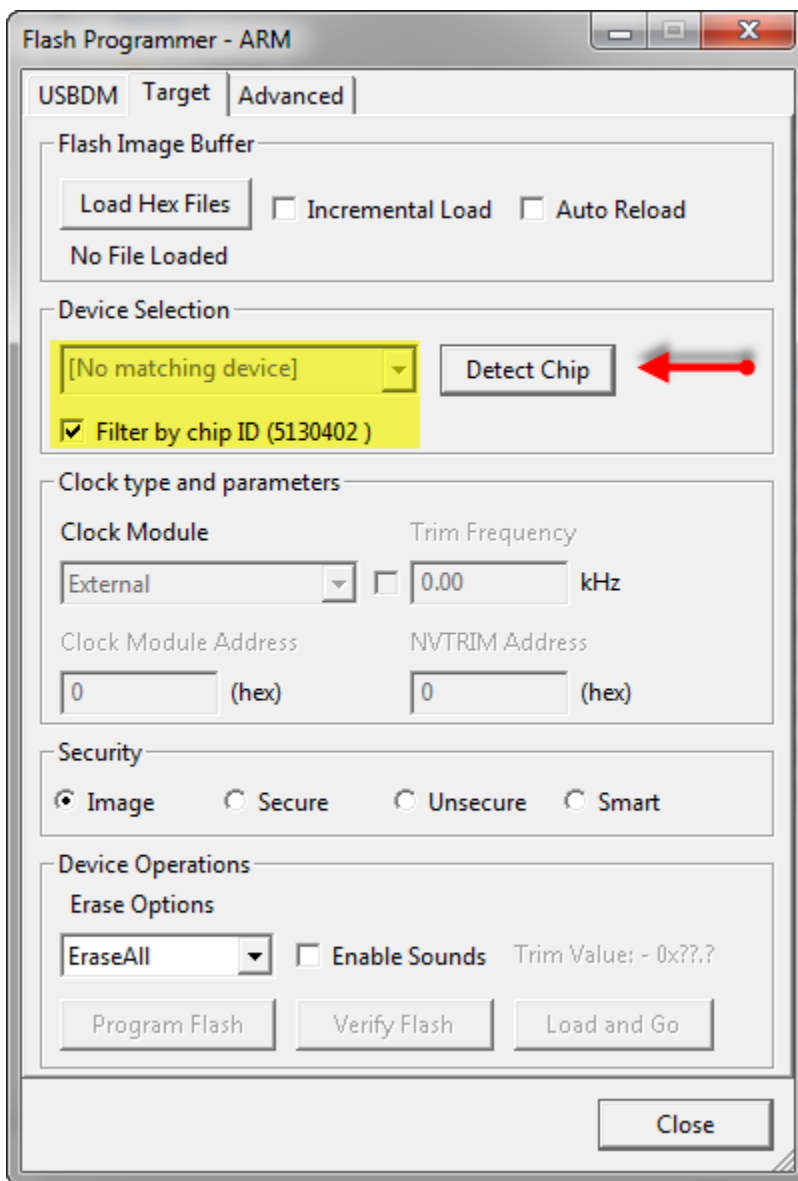 Flash Programmer - ARM
USBDM Target Advanced
Flash Image Buffer
Load Hex Files Incremental Load Auto Reload
No File Loaded
Device Selection
[No matching device] Detect Chip
Filter by chip ID (5130402 )
Clock type and parameters
Clock Module Trim Frequency
External 0.00 kHz
Clock Module Address NVTRIM Address
0 (hex) 0 (hex)
Security
Image Secure Unsecure Smart
Device Operations
Erase Options
EraseAll Enable Sounds Trim Value: - 0x??.?
Program Flash Verify Flash Load and Go
Close